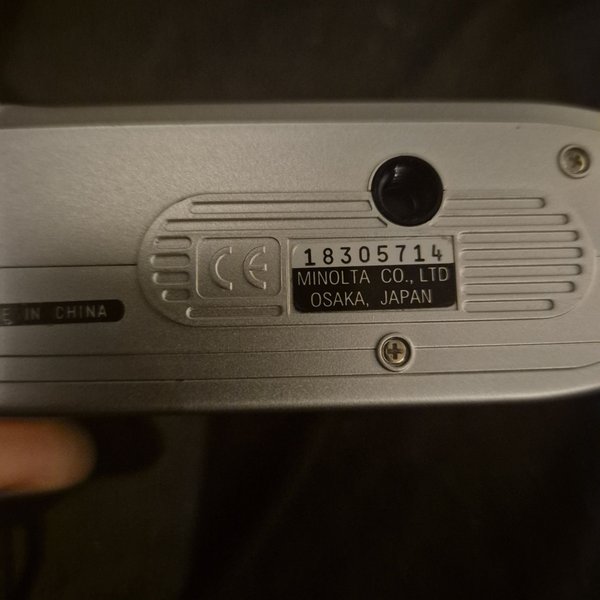 CE
18305714
MINOLTA CO., LTD
OSAKA, JAPAN
E IN CHINA